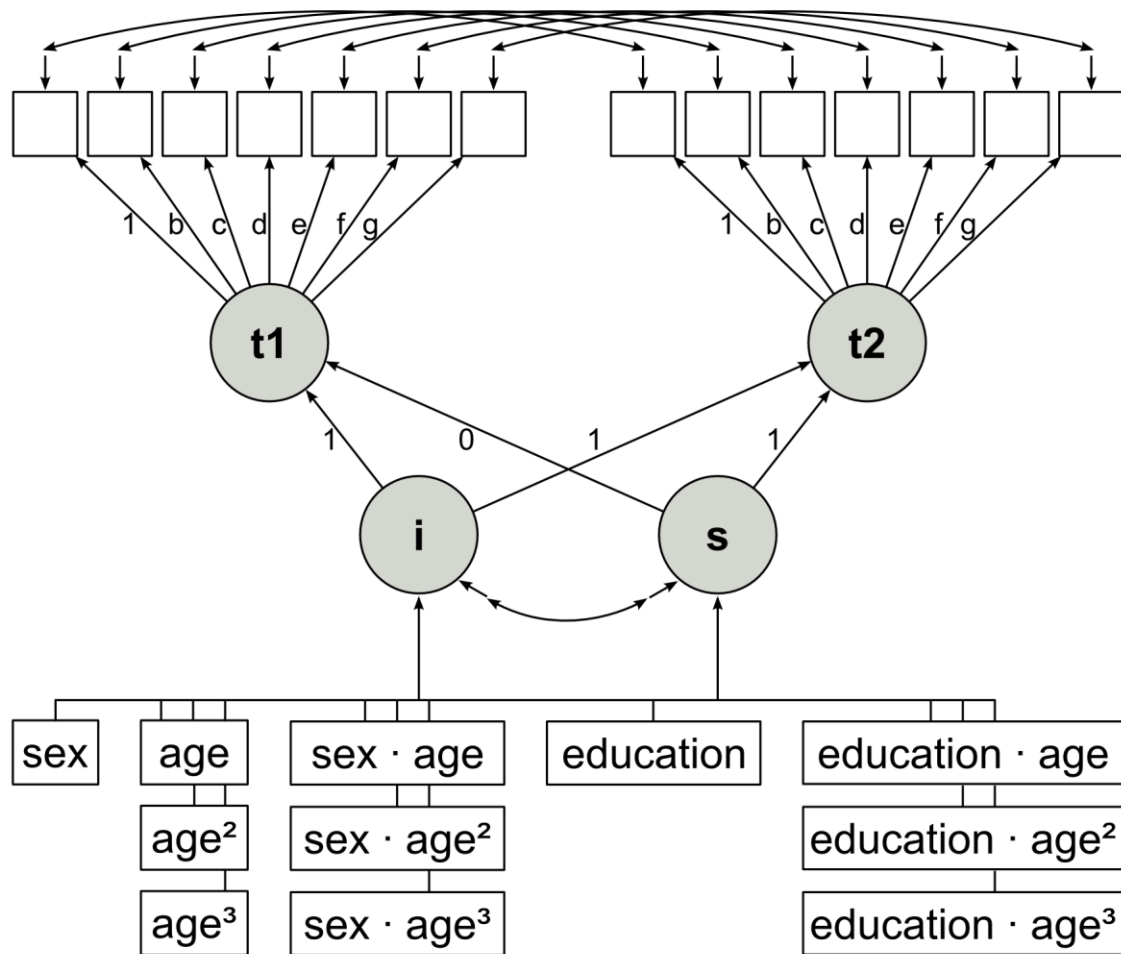 1 b c d e f g 1 b c d e f g
t1 t2
1 0 1 1
i s
sex age sex · age education education · age
age² sex · age² education · age²
age³ sex · age³ education · age³